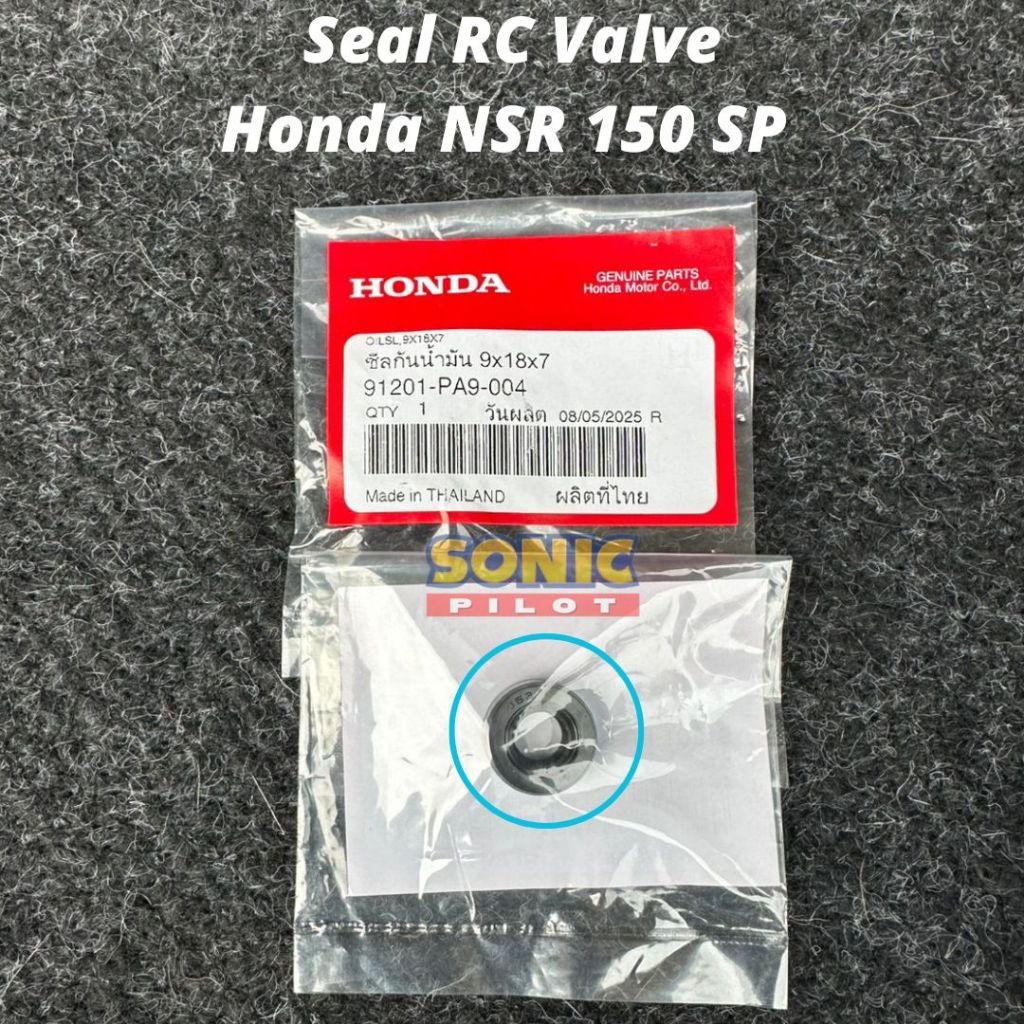 Seal RC Valve
Honda NSR 150 SP
HONDA
GENUINE PARTS
Honda Motor Co., Ltd.
OILSL,9X18X7
ซีลกันน้ำมัน 9x18x7
91201-PA9-004
QTY 1 วันผลิต 08/05/2025 R
Made in THAILAND ผลิตที่ไทย
SONIC
PILOT